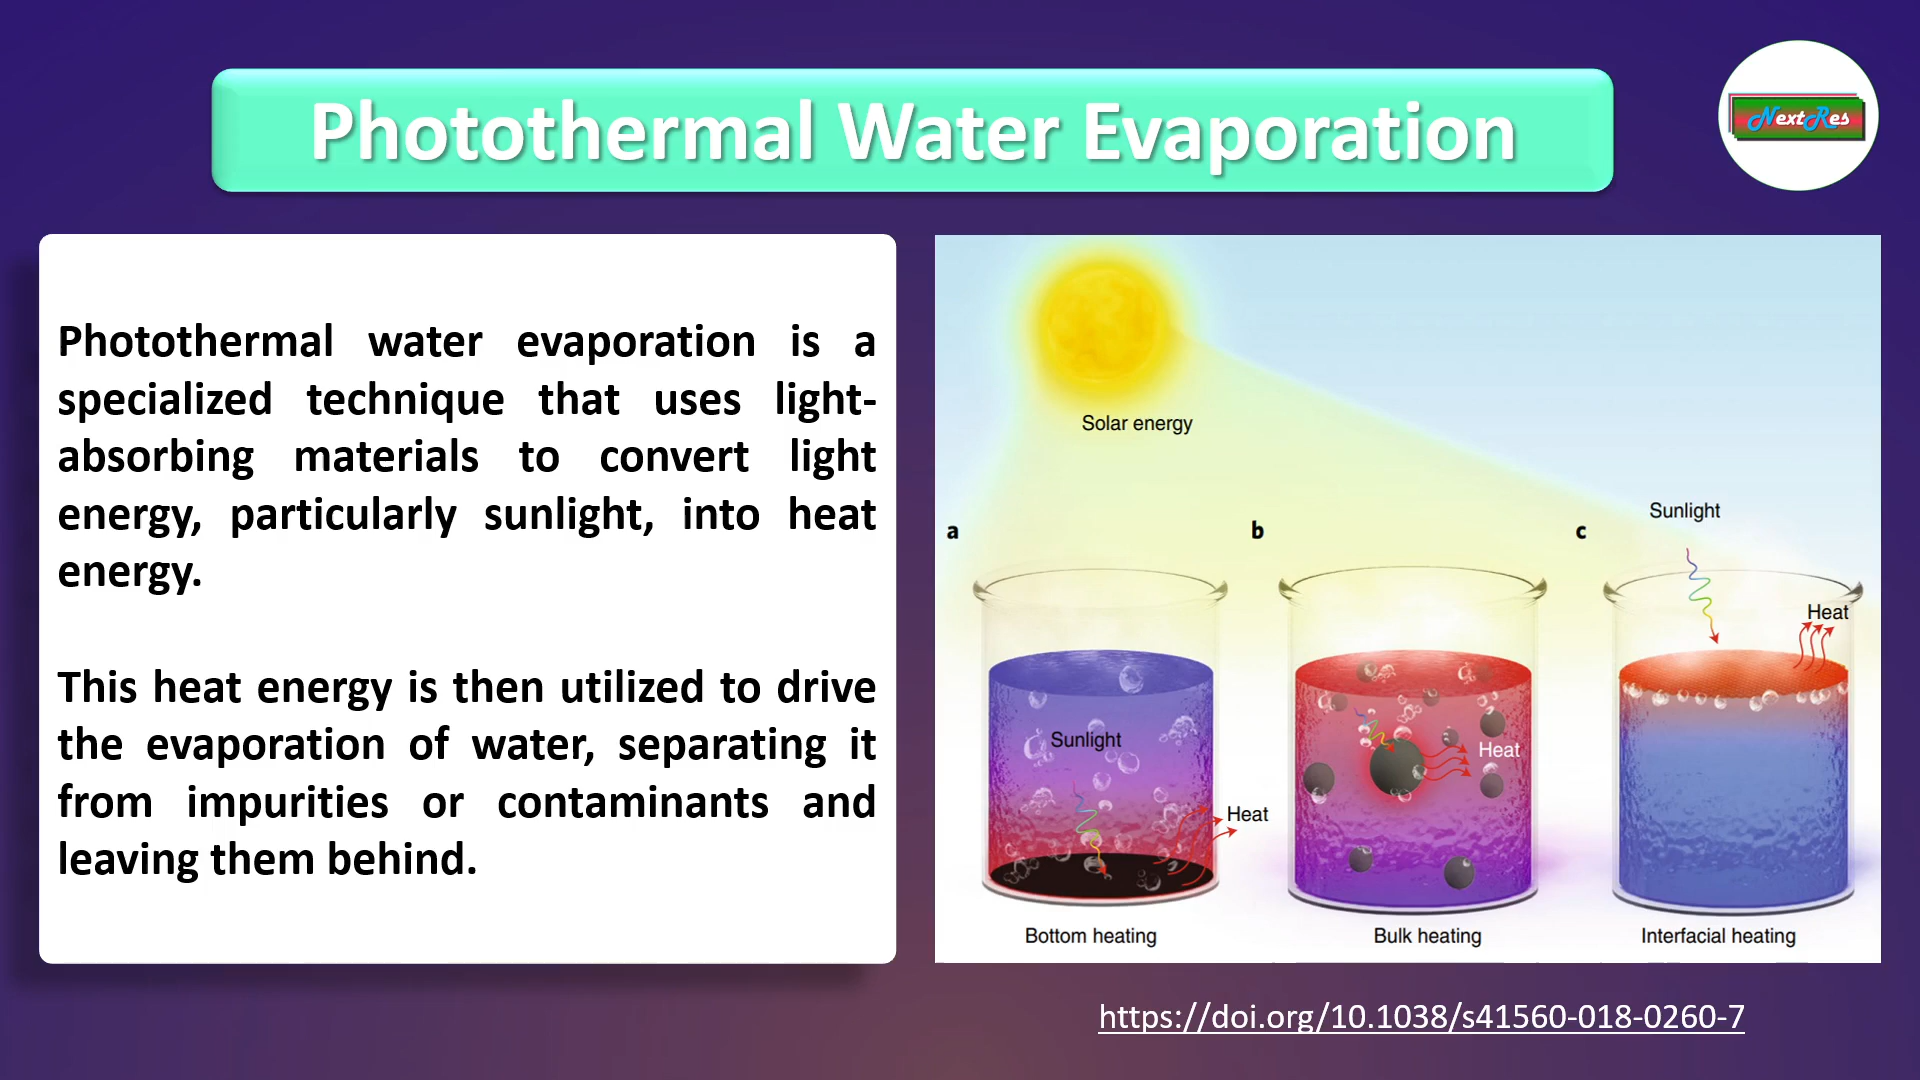 Photothermal Water Evaporation
NextRes
Photothermal water evaporation is a
specialized technique that uses light-
absorbing materials to convert light
energy, particularly sunlight, into heat
energy.
This heat energy is then utilized to drive
the evaporation of water, separating it
from impurities or contaminants and
leaving them behind.
Solar energy
Sunlight
a
b
c
Heat
Sunlight
Heat
Heat
Bottom heating
Bulk heating
Interfacial heating
https://doi.org/10.1038/s41560-018-0260-7